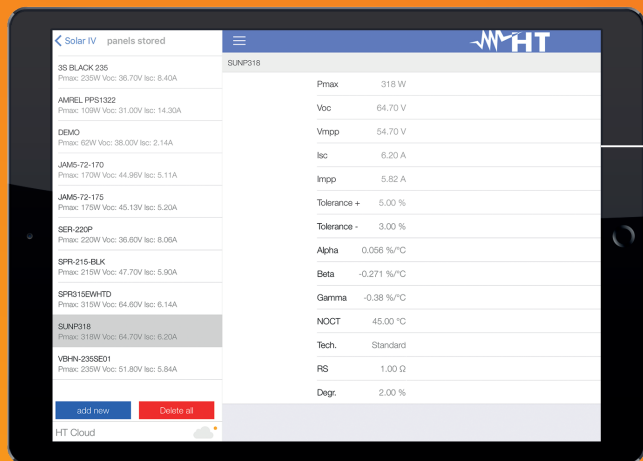 Solar IV panels stored
3S BLACK 235
Pmax: 235W Voc: 36.70V Isc: 8.40A
AMREL PPS1322
Pmax: 109W Voc: 31.00V Isc: 14.30A
DEMO
Pmax: 62W Voc: 38.00V Isc: 2.14A
JAM5-72-170
Pmax: 170W Voc: 44.96V Isc: 5.11A
JAM5-72-175
Pmax: 175W Voc: 45.13V Isc: 5.20A
SER-220P
Pmax: 220W Voc: 36.60V Isc: 8.06A
SPR-215-BLK
Pmax: 215W Voc: 47.70V Isc: 5.90A
SPR315EWHTD
Pmax: 315W Voc: 64.60V Isc: 6.14A
SUNP318
Pmax: 318W Voc: 64.70V Isc: 6.20A
VBHN-235SE01
Pmax: 235W Voc: 51.80V Isc: 5.84A
add new Delete all
HT Cloud
HT
SUNP318
Pmax 318 W
Voc 64.70 V
Vmpp 54.70 V
Isc 6.20 A
Impp 5.82 A
Tolerance + 5.00 %
Tolerance - 3.00 %
Alpha 0.056 %/°C
Beta -0.271 %/°C
Gamma -0.38 %/°C
NOCT 45.00 °C
Tech. Standard
RS 1.00 Ω
Degr. 2.00 %